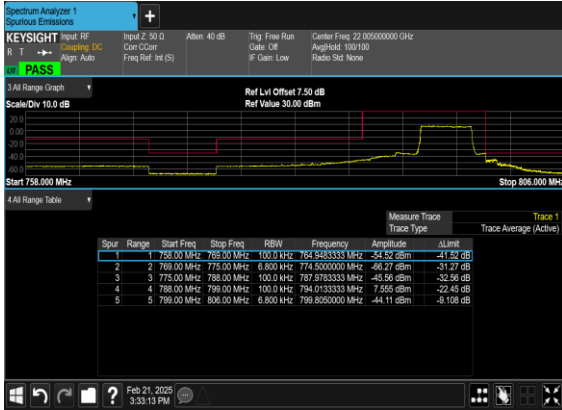 Spectrum Analyzer 1
Spurious Emissions
+
KEYSIGHT Input: RF Input Z: 50 Ω Atten: 40 dB Trig: Free Run Center Freq: 22.005000000 GHz
R T Coupling: DC Corr CCorr Gate: Off Avg|Hold: 100/100
Align: Auto Freq Ref: Int (S) IF Gain: Low Radio Std: None
PASS
3 All Range Graph Ref Lvl Offset 7.50 dB
Scale/Div 10.0 dB Ref Value 30.00 dBm
20.0
0.00
-20.0
-40.0
-60.0
Start 758.000 MHz Stop 806.000 MHz
4 All Range Table
Measure Trace Trace 1
Trace Type Trace Average (Active)
Spur Range Start Freq Stop Freq RBW Frequency Amplitude ΔLimit
1 1 758.00 MHz 769.00 MHz 100.0 kHz 764.9483333 MHz -54.52 dBm -41.52 dB
2 2 769.00 MHz 775.00 MHz 6.800 kHz 774.5000000 MHz -66.27 dBm -31.27 dB
3 3 775.00 MHz 788.00 MHz 100.0 kHz 787.9783333 MHz -45.56 dBm -32.56 dB
4 4 788.00 MHz 799.00 MHz 100.0 kHz 794.0133333 MHz 7.555 dBm -22.45 dB
5 5 799.00 MHz 806.00 MHz 6.800 kHz 799.8050000 MHz -44.11 dBm -9.108 dB
? Feb 21, 2025
3:33:13 PM